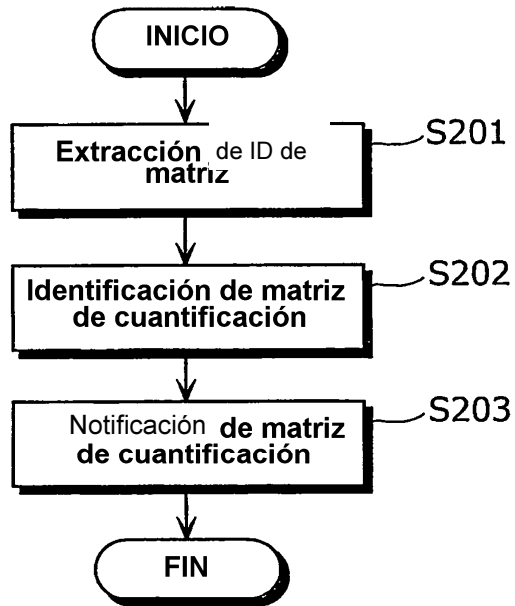 INICIO
Extracción de ID de
matriz
S201
Identificación de matriz
de cuantificación
S202
Notificación de matriz
de cuantificación
S203
FIN